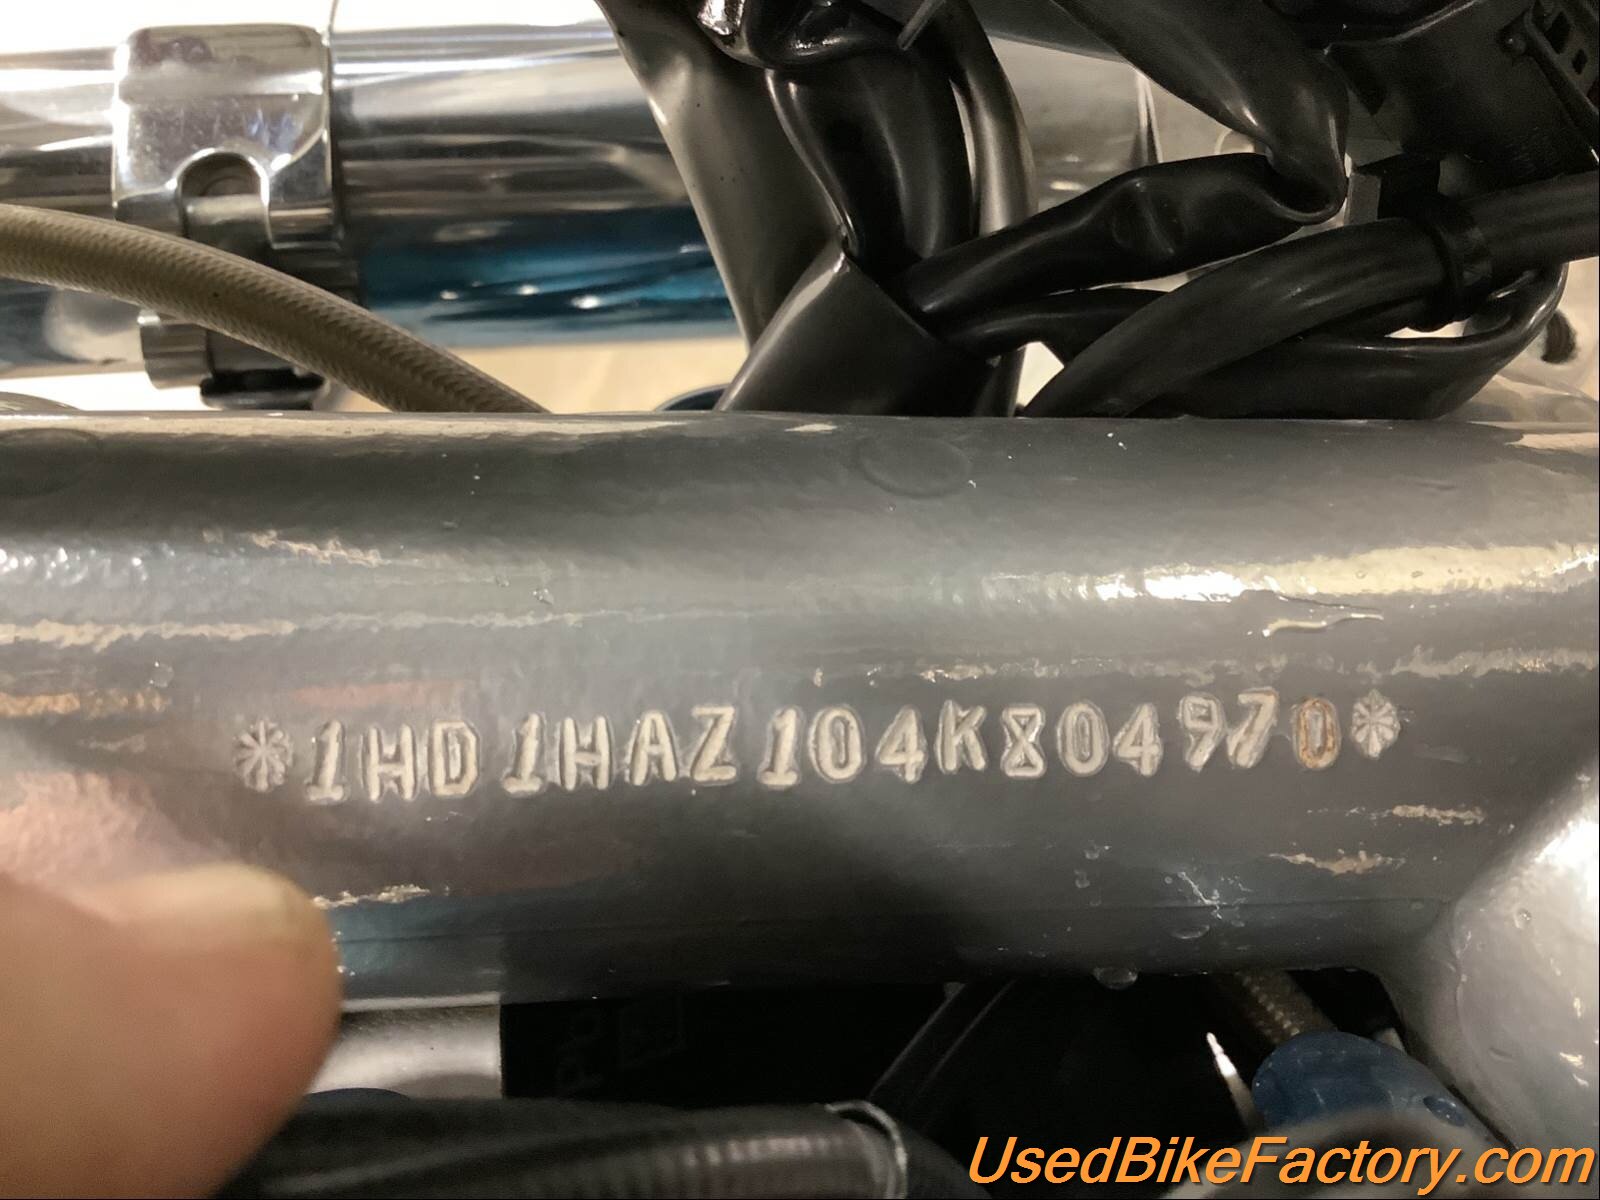 *1HD1HAZ104K804970*
UsedBikeFactory.com